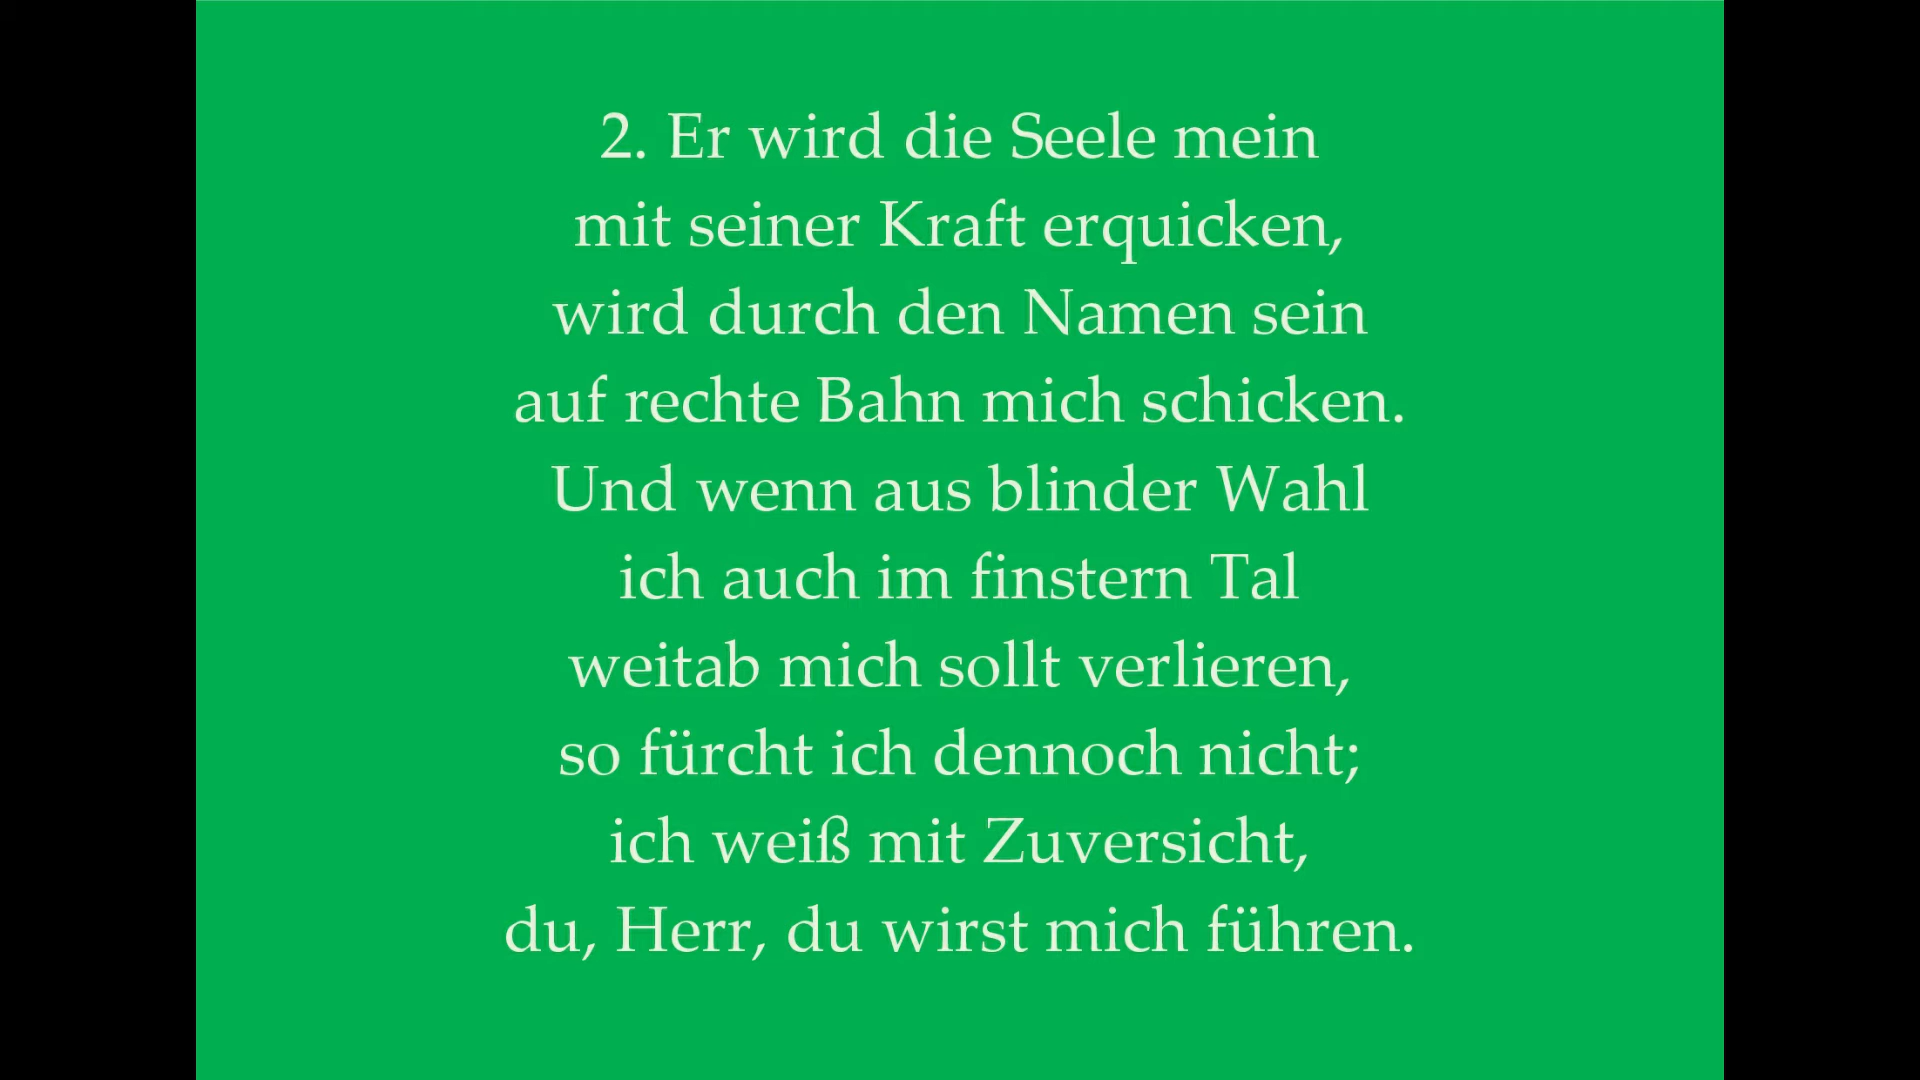 2. Er wird die Seele mein
mit seiner Kraft erquicken,
wird durch den Namen sein
auf rechte Bahn mich schicken.
Und wenn aus blinder Wahl
ich auch im finstern Tal
weitab mich sollt verlieren,
so fürcht ich dennoch nicht;
ich weiß mit Zuversicht,
du, Herr, du wirst mich führen.